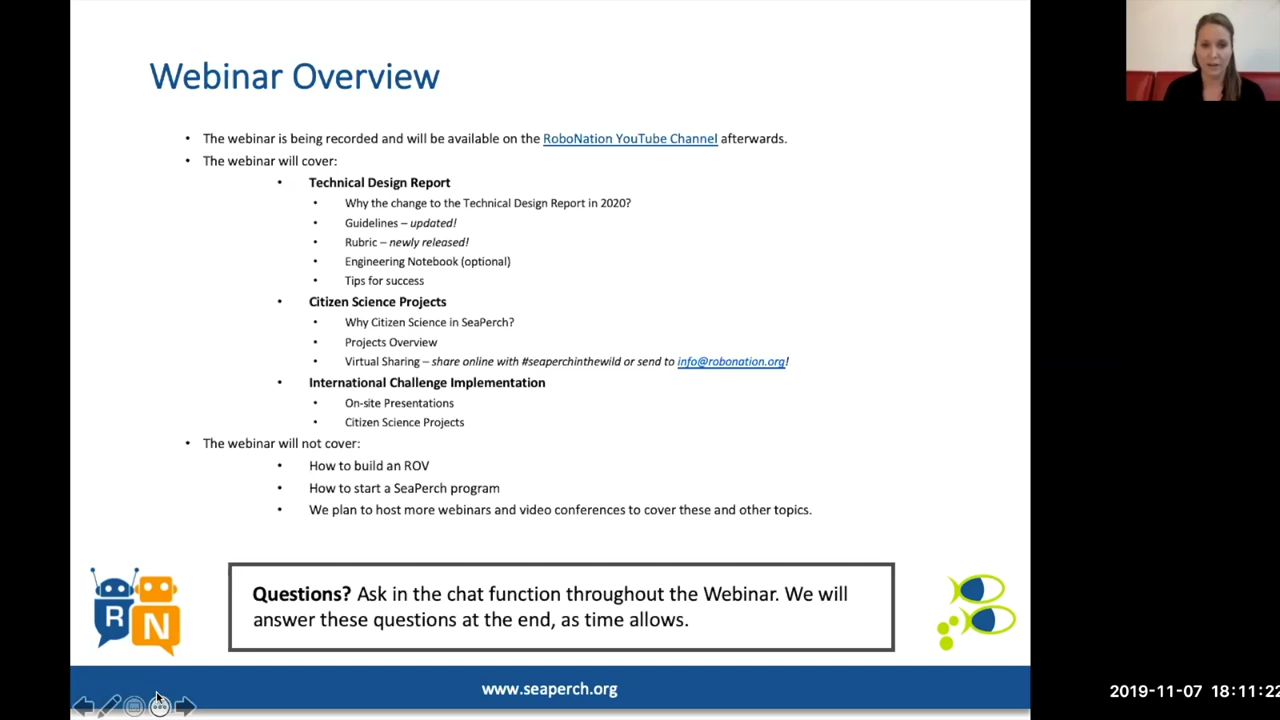 Webinar Overview
• The webinar is being recorded and will be available on the RoboNation YouTube Channel afterwards.
• The webinar will cover:
• Technical Design Report
• Why the change to the Technical Design Report in 2020?
• Guidelines – updated!
• Rubric – newly released!
• Engineering Notebook (optional)
• Tips for success
• Citizen Science Projects
• Why Citizen Science in SeaPerch?
• Projects Overview
• Virtual Sharing – share online with #seaperchinthewild or send to info@robonation.org!
• International Challenge Implementation
• On-site Presentations
• Citizen Science Projects
• The webinar will not cover:
• How to build an ROV
• How to start a SeaPerch program
• We plan to host more webinars and video conferences to cover these and other topics.
Questions? Ask in the chat function throughout the Webinar. We will
answer these questions at the end, as time allows.
R N
www.seaperch.org
2019-11-07 18:11:22